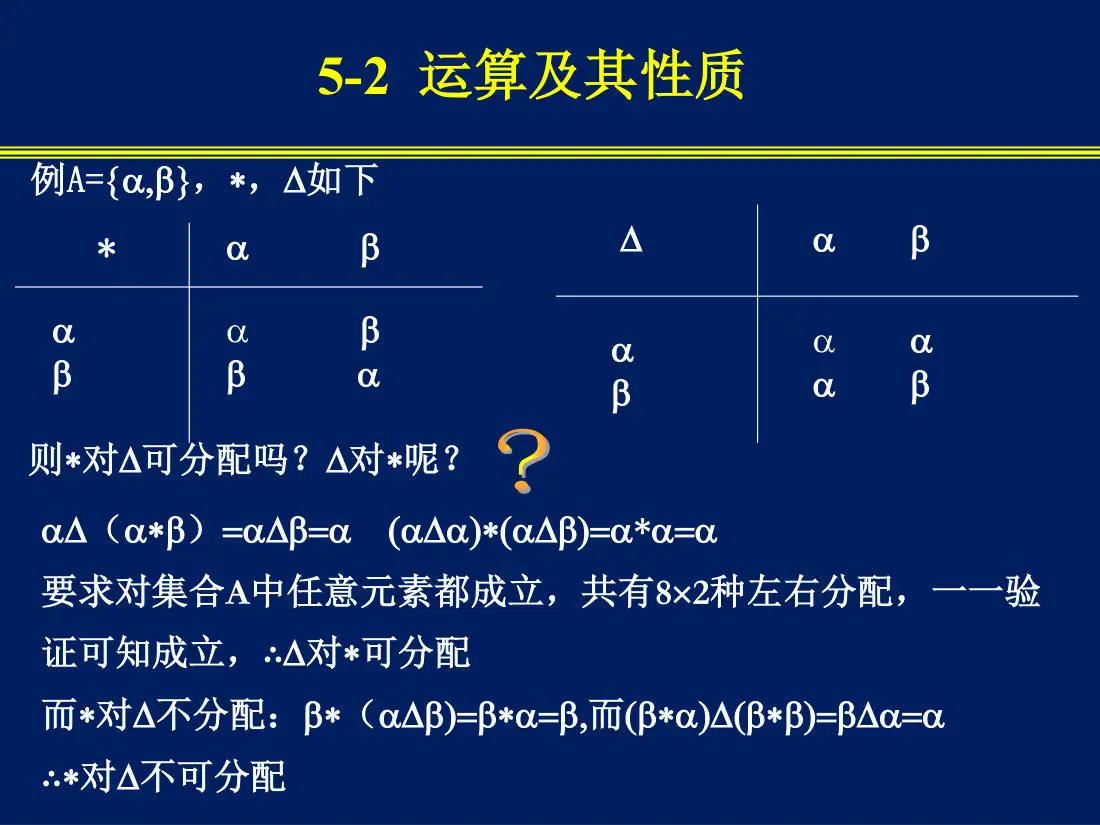 5-2 运算及其性质
例A={α,β}，*，Δ如下
* α β
α α β
β β α
Δ α β
α α α
β α β
则*对Δ可分配吗？Δ对*呢？
?
αΔ（α*β）=αΔβ=α (αΔα)*(αΔβ)=α*α=α
要求对集合A中任意元素都成立，共有8×2种左右分配，一一验
证可知成立，∴Δ对*可分配
而*对Δ不分配：β*（αΔβ)=β*α=β,而(β*α)Δ(β*β)=βΔα=α
∴*对Δ不可分配